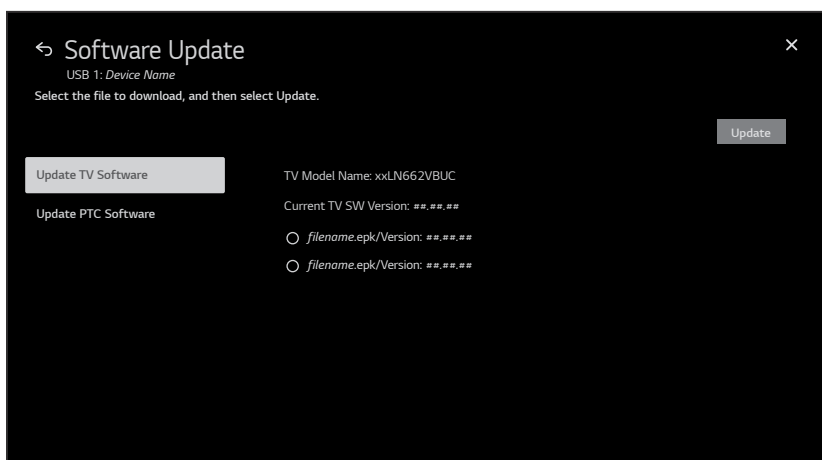 Software Update
USB 1: Device Name
Select the file to download, and then select Update.
Update
Update TV Software
TV Model Name: xxLN662VBUC
Update PTC Software
Current TV SW Version: ##.##.##
filename.epk/Version: ##.##.##
filename.epk/Version: ##.##.##